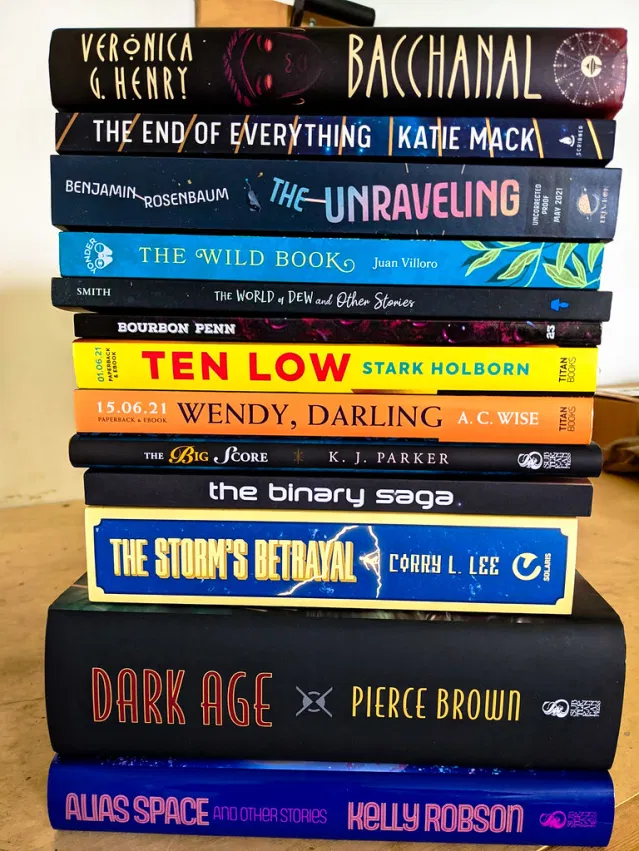 VERONICA
G. HENRY
BACCHANAL
THE END OF EVERYTHING
KATIE MACK
SCRIBNER
BENJAMIN ROSENBAUM
THE UNRAVELING
UNCORRECTED
PROOF
MAY 2021
EREWHON
WONDER
THE WILD BOOK
Juan Villoro
SMITH
THE WORLD of DEW and Other Stories
BOURBON PENN
23
01.06.21
PAPERBACK
& EBOOK
TEN LOW
STARK HOLBORN
TITAN
BOOKS
15.06.21
PAPERBACK & EBOOK
WENDY, DARLING
A. C. WISE
TITAN
BOOKS
THE BIG SCORE
K. J. PARKER
the binary saga
THE STORM'S BETRAYAL
CORRY L. LEE
SOLARIS
DARK AGE
PIERCE BROWN
ALIAS SPACE AND OTHER STORIES
KELLY ROBSON